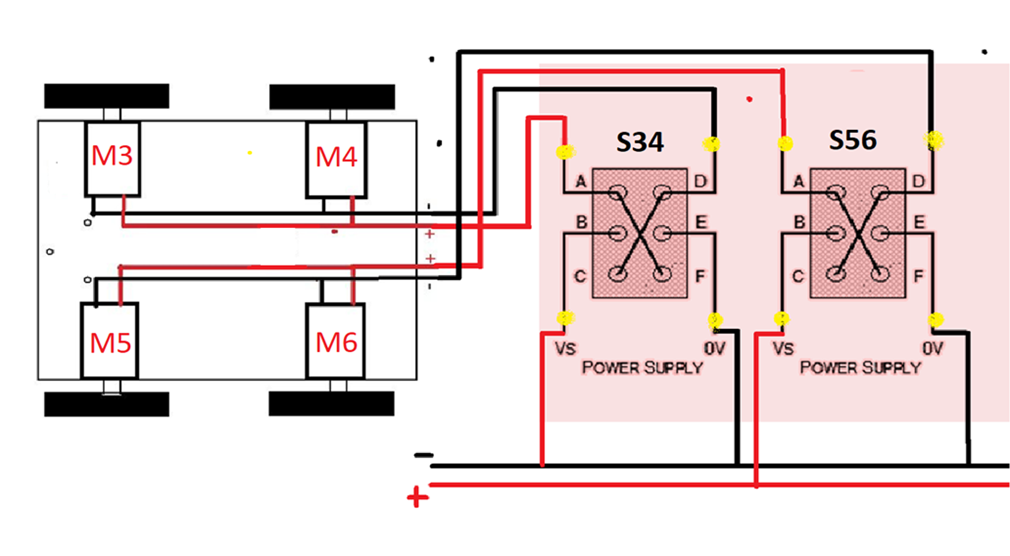 S34 S56
M3 M4
A D A D
-
+ B E B E
+
- C F C F
M5 M6
Vs 0V Vs 0V
POWER SUPPLY POWER SUPPLY
-
+